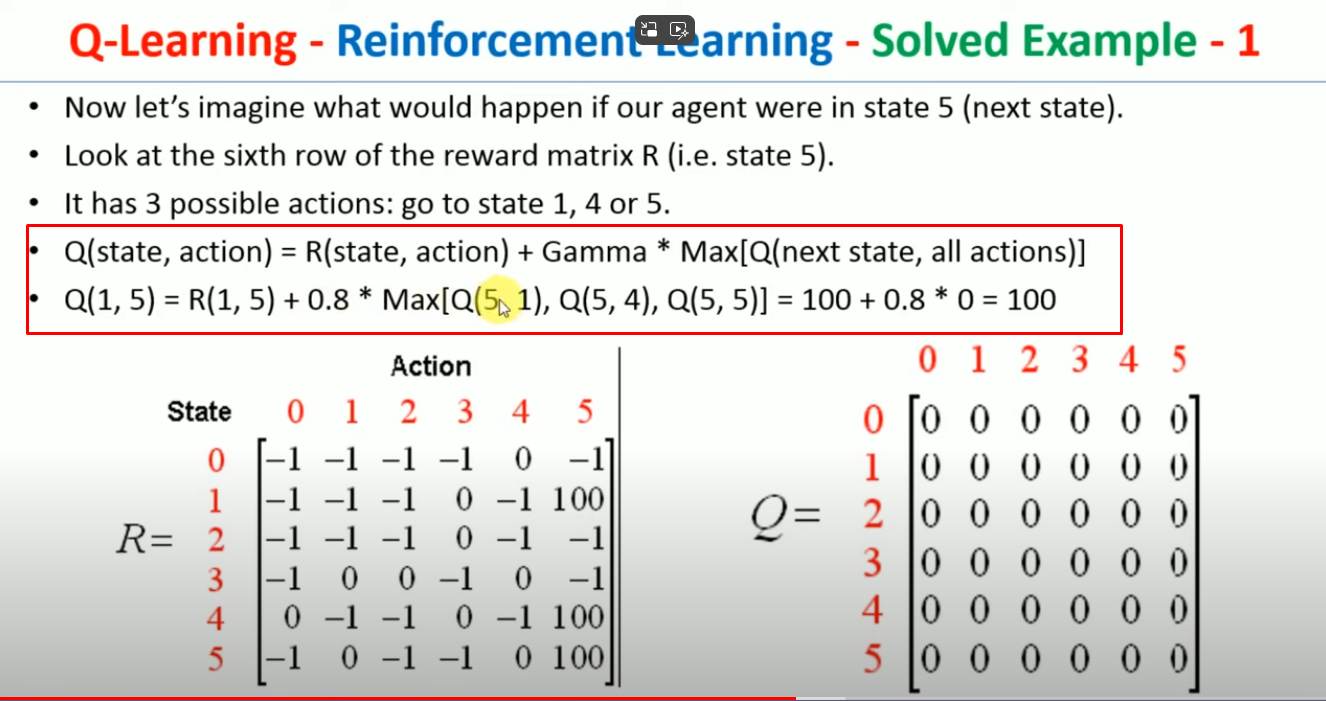 Q-Learning - Reinforcement Learning - Solved Example - 1
• Now let's imagine what would happen if our agent were in state 5 (next state).
• Look at the sixth row of the reward matrix R (i.e. state 5).
• It has 3 possible actions: go to state 1, 4 or 5.
• Q(state, action) = R(state, action) + Gamma * Max[Q(next state, all actions)]
• Q(1, 5) = R(1, 5) + 0.8 * Max[Q(5, 1), Q(5, 4), Q(5, 5)] = 100 + 0.8 * 0 = 100
Action
State 0 1 2 3 4 5
0 −1 −1 −1 −1 0 −1
1 −1 −1 −1 0 −1 100
R= 2 −1 −1 −1 0 −1 −1
3 −1 0 0 −1 0 −1
4 0 −1 −1 0 −1 100
5 −1 0 −1 −1 0 100
0 1 2 3 4 5
0 0 0 0 0 0 0
1 0 0 0 0 0 0
Q= 2 0 0 0 0 0 0
3 0 0 0 0 0 0
4 0 0 0 0 0 0
5 0 0 0 0 0 0